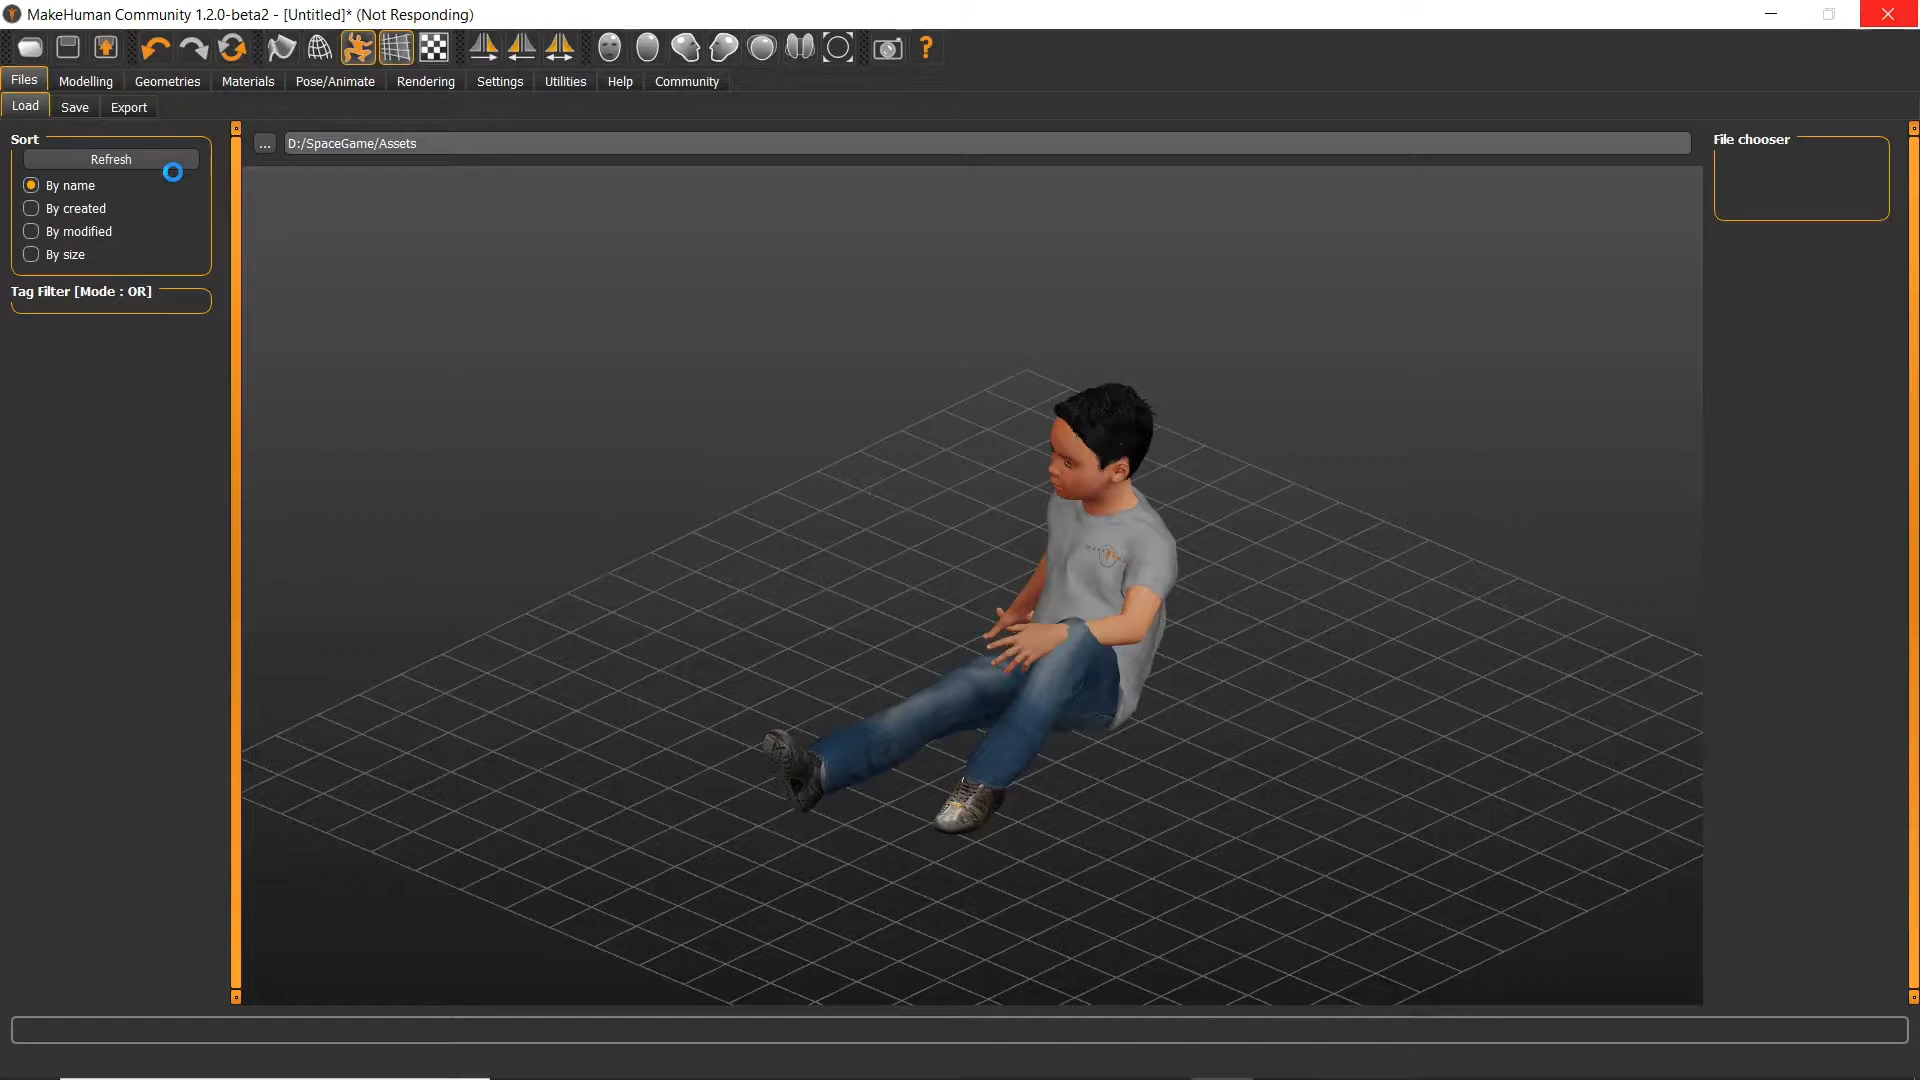 MakeHuman Community 1.2.0-beta2 - [Untitled]* (Not Responding)
Files Modelling Geometries Materials Pose/Animate Rendering Settings Utilities Help Community
Load Save Export
Sort
Refresh
By name
By created
By modified
By size
Tag Filter [Mode : OR]
... D:/SpaceGame/Assets
File chooser